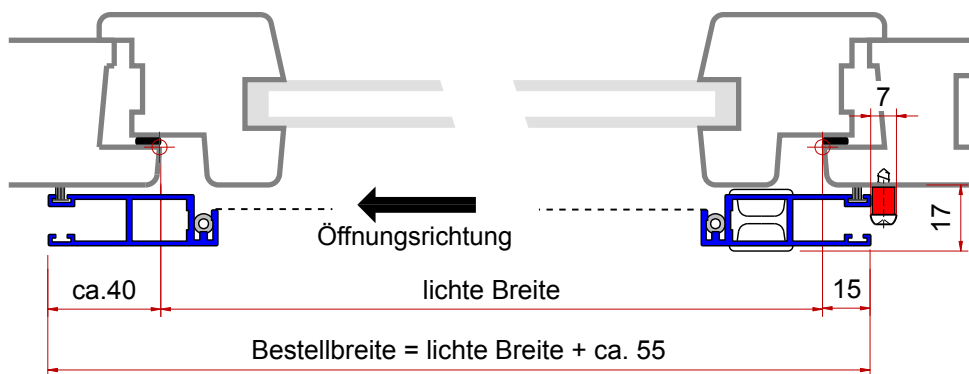 7
Öffnungsrichtung
17
ca.40
lichte Breite
15
Bestellbreite = lichte Breite + ca. 55